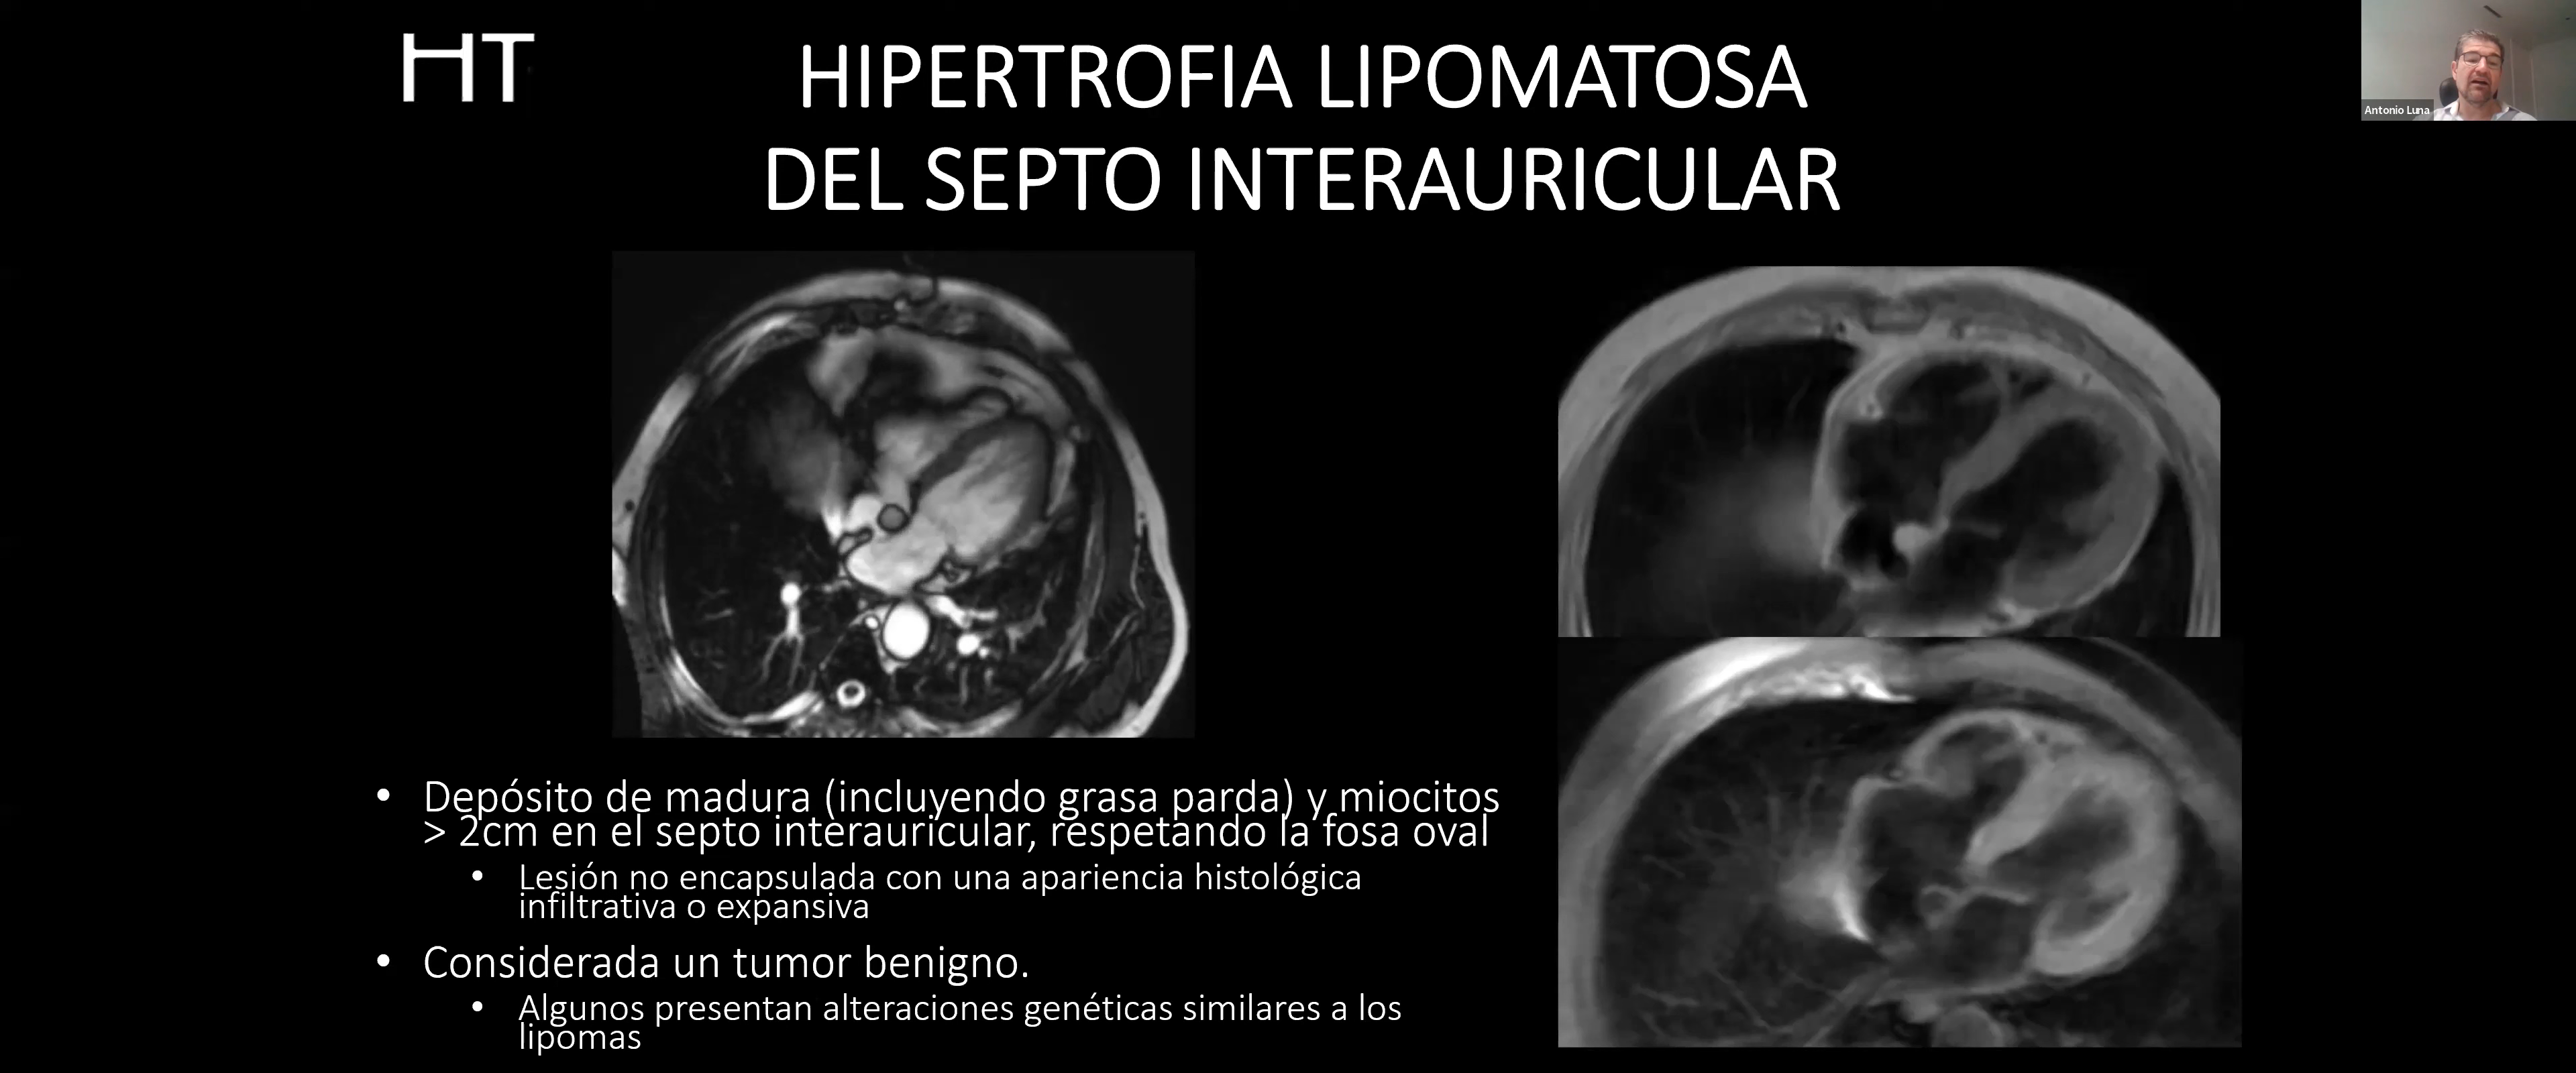 HT
HIPERTROFIA LIPOMATOSA
DEL SEPTO INTERAURICULAR
Antonio Luna
• Depósito de madura (incluyendo grasa parda) y miocitos
> 2cm en el septo interauricular, respetando la fosa oval
• Lesión no encapsulada con una apariencia histológica
infiltrativa o expansiva
• Considerada un tumor benigno.
• Algunos presentan alteraciones genéticas similares a los
lipomas